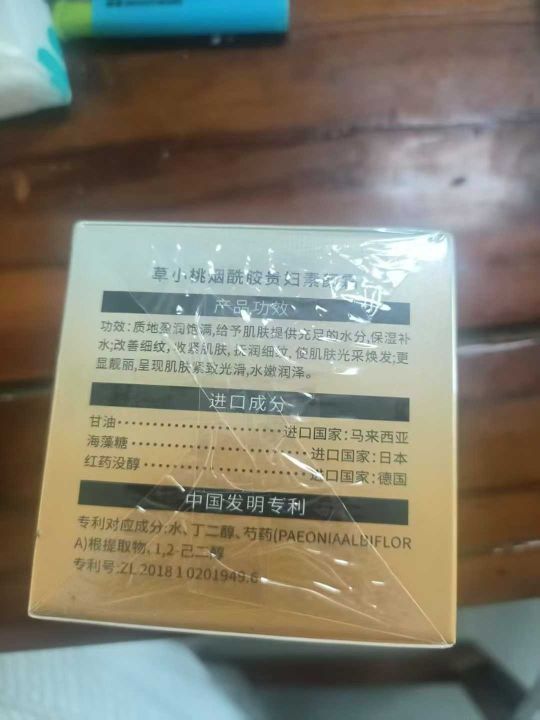 草小桃烟酰胺贵妇素颜霜
产品功效
功效:质地盈润饱满,给予肌肤提供充足的水分,保湿补
水;改善细纹,收紧肌肤,抚润细纹,使肌肤光采焕发;更
显靓丽,呈现肌肤紧致光滑,水嫩润泽。
进口成分
甘油 进口国家:马来西亚
海藻糖 进口国家:日本
红药没醇 进口国家:德国
中国发明专利
专利对应成分:水、丁二醇、芍药(PAEONIAALBIFLOR
A)根提取物、1,2-己二醇
专利号:ZL 2018 1 0201949.6